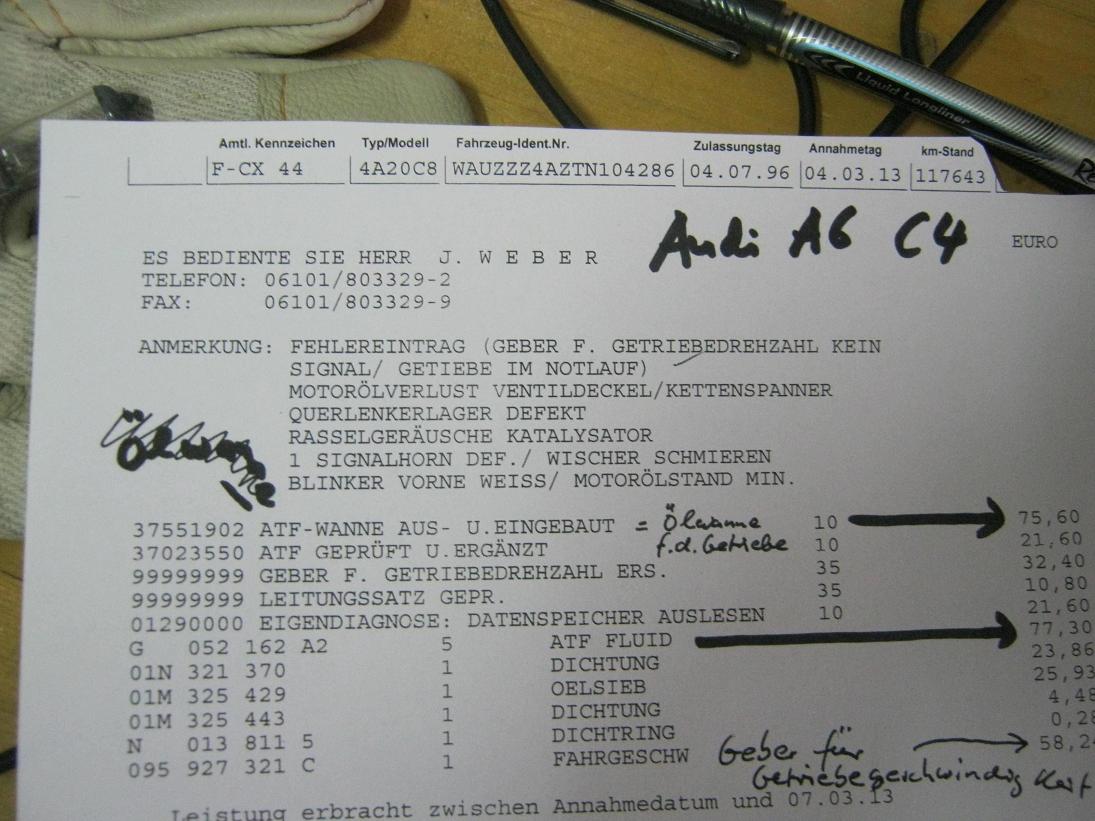 Liquid Longliner
Amtl. Kennzeichen Typ/Modell Fahrzeug-Ident.Nr. Zulassungstag Annahmetag km-Stand
F-CX 44 4A20C8 WAUZZZ4AZTN104286 04.07.96 04.03.13 117643
Audi A6 C4 EURO
ES BEDIENTE SIE HERR J. W E B E R
TELEFON: 06101/803329-2
FAX: 06101/803329-9
ANMERKUNG: FEHLEREINTRAG (GEBER F. GETRIEBEDREHZAHL KEIN
SIGNAL/ GETIEBE IM NOTLAUF)
MOTORÖLVERLUST VENTILDECKEL/KETTENSPANNER
QUERLENKERLAGER DEFEKT
RASSELGERÄUSCHE KATALYSATOR
1 SIGNALHORN DEF./ WISCHER SCHMIEREN
BLINKER VORNE WEISS/ MOTORÖLSTAND MIN.
37551902 ATF-WANNE AUS- U.EINGEBAUT = Ölwanne 10 75,60
37023550 ATF GEPRÜFT U.ERGÄNZT f.d. Getriebe 10 21,60
99999999 GEBER F. GETRIEBEDREHZAHL ERS. 35 32,40
99999999 LEITUNGSSATZ GEPR. 35 10,80
01290000 EIGENDIAGNOSE: DATENSPEICHER AUSLESEN 10 21,60
G 052 162 A2 5 ATF FLUID 77,30
01N 321 370 1 DICHTUNG 23,86
01M 325 429 1 OELSIEB 25,93
01M 325 443 1 DICHTUNG 4,48
N 013 811 5 1 DICHTRING 0,28
095 927 321 C 1 FAHRGESCHW Geber für 58,2
Getriebegeschwindigkeit
Leistung erbracht zwischen Annahmedatum und 07.03.13